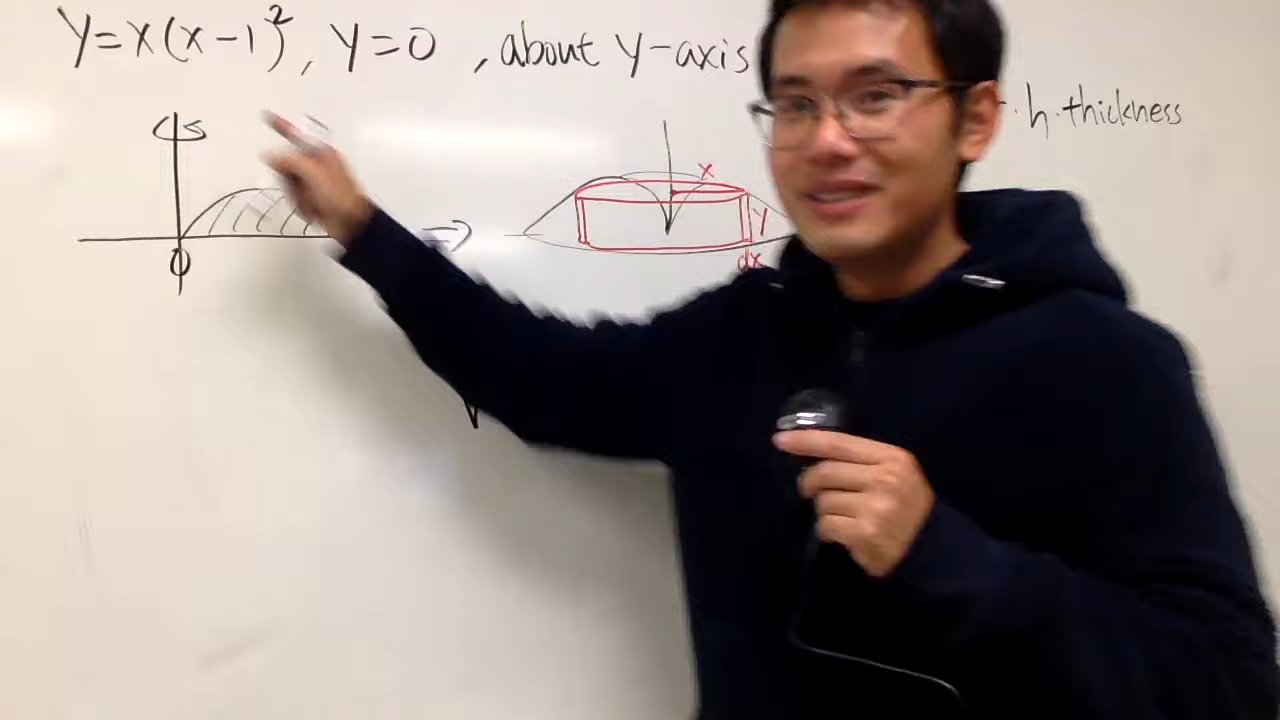 Y=X(X-1)², Y=0, about Y-axis
· h · thickness
X
Y
0
dx